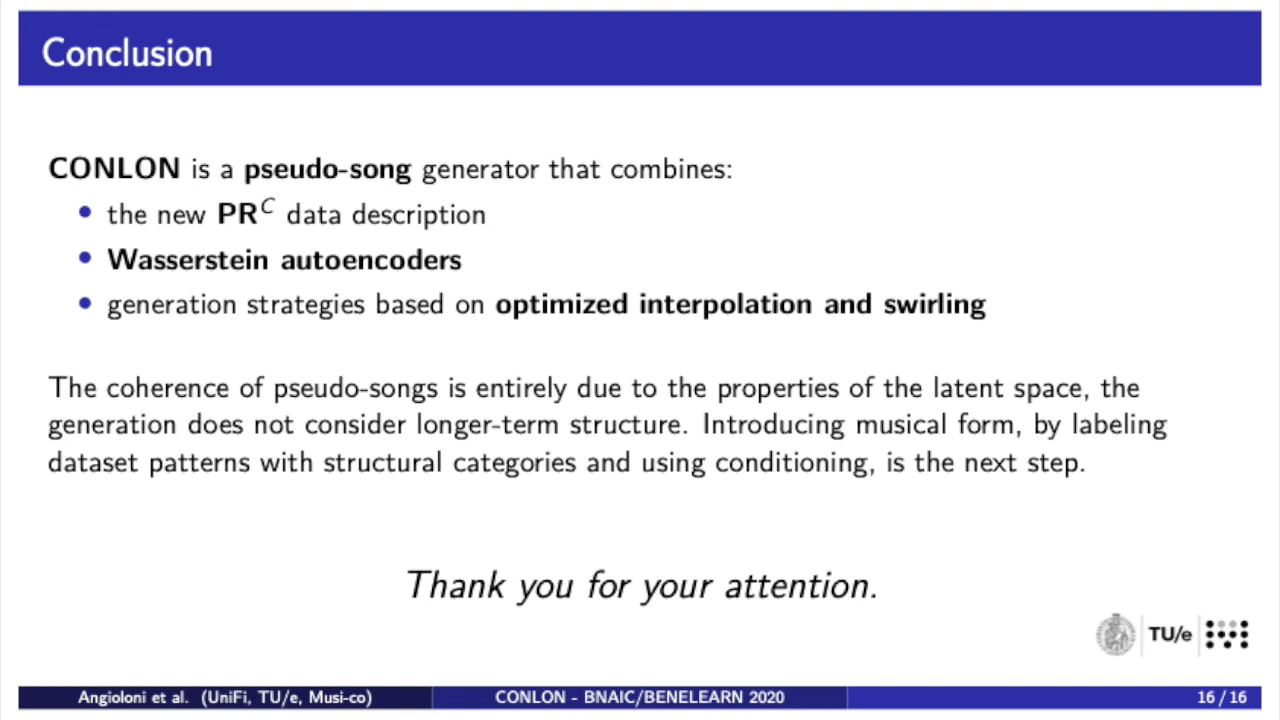 Conclusion
CONLON is a pseudo-song generator that combines:
• the new PR^C data description
• Wasserstein autoencoders
• generation strategies based on optimized interpolation and swirling
The coherence of pseudo-songs is entirely due to the properties of the latent space, the
generation does not consider longer-term structure. Introducing musical form, by labeling
dataset patterns with structural categories and using conditioning, is the next step.
Thank you for your attention.
TU/e
Angioloni et al. (UniFi, TU/e, Musi-co) CONLON - BNAIC/BENELEARN 2020 16 / 16